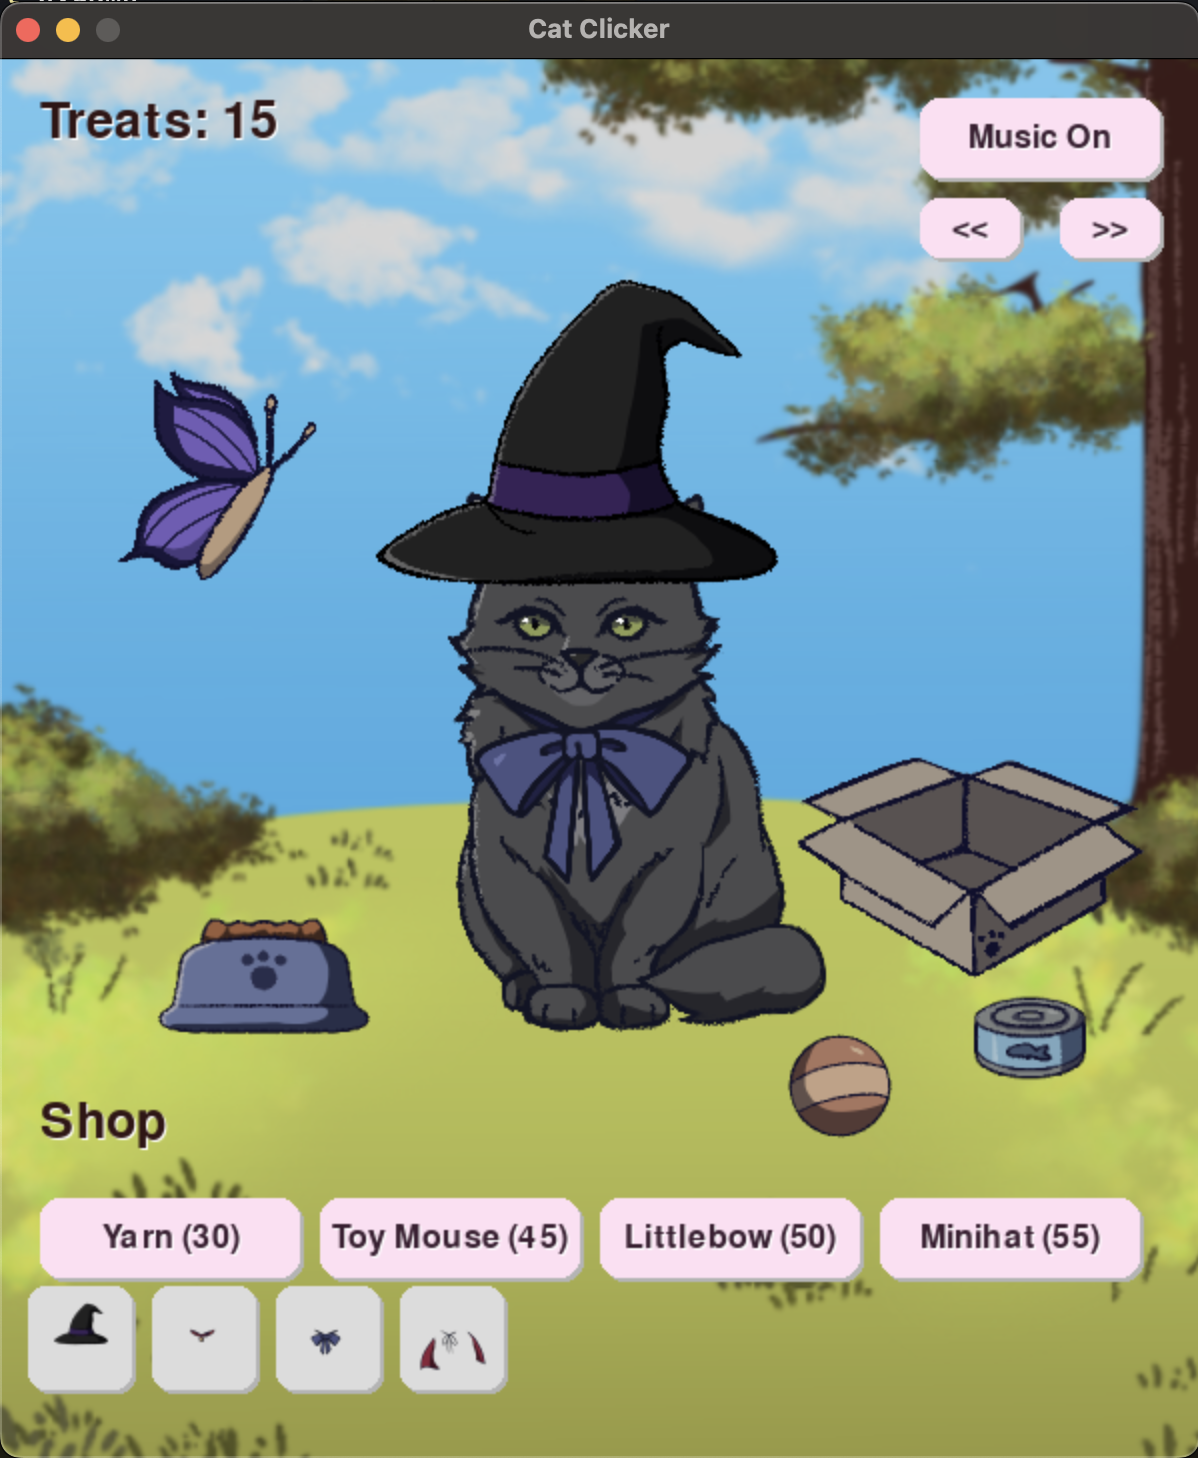 Cat Clicker
Treats: 15
Music On
<< >>
Shop
Yarn (30) Toy Mouse (45) Littlebow (50) Minihat (55)